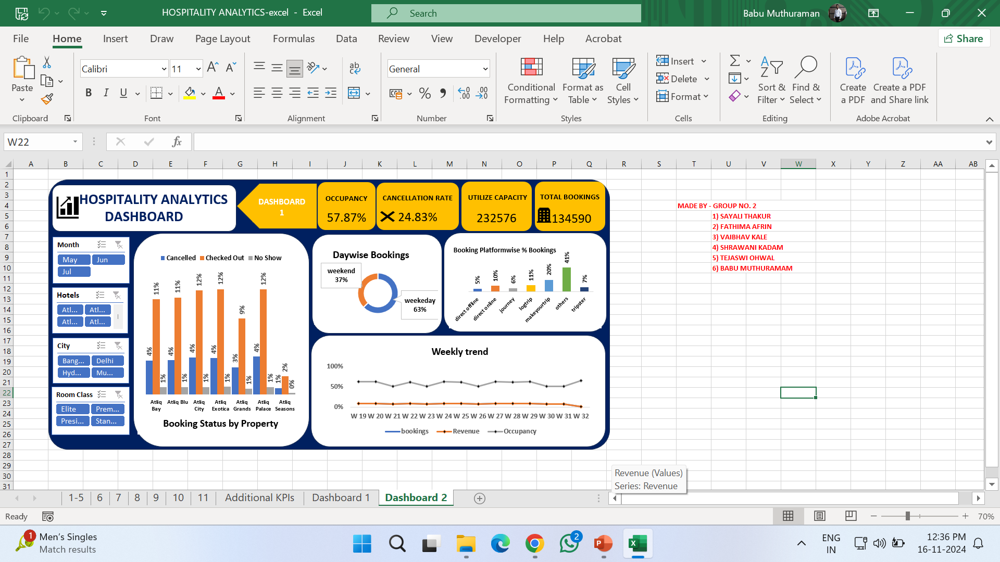 HOSPITALITY ANALYTICS-excel - Excel
Search
Babu Muthuraman
File Home Insert Draw Page Layout Formulas Data Review View Developer Help Acrobat
Share
Paste
Calibri
11
B I U
General
Conditional Formatting
Format as Table
Cell Styles
Insert
Delete
Format
Sort & Filter
Find & Select
Create a PDF
Create a PDF and Share link
Clipboard Font Alignment Number Styles Cells Editing Adobe Acrobat
W22
fx
A B C D E F G H I J K L M N O P Q R S T U V W X Y Z AA AB
1
2
3
4
5
6
7
8
9
10
11
12
13
14
15
16
17
18
19
20
21
22
23
24
25
26
27
28
29
30
31
HOSPITALITY ANALYTICS
DASHBOARD
DASHBOARD
1
OCCUPANCY
57.87%
CANCELLATION RATE
24.83%
UTILIZE CAPACITY
232576
TOTAL BOOKINGS
134590
MADE BY - GROUP NO. 2
1) SAYALI THAKUR
2) FATHIMA AFRIN
3) VAIBHAV KALE
4) SHRAWANI KADAM
5) TEJASWI OHWAL
6) BABU MUTHURAMAM
Month
May Jun
Jul
Hotels
Atl... Atl...
Atl... Atl...
City
Bang... Delhi
Hyd... Mu...
Room Class
Elite Prem...
Presi... Stan...
Cancelled Checked Out No Show
4% 11% 1% 4% 11% 1% 4% 12% 1% 4% 12% 1% 3% 9% 1% 4% 12% 1% 1% 2% 0%
Atliq Bay
Atliq Blu
Atliq City
Atliq Exotica
Atliq Grands
Atliq Palace
Atliq Seasons
Booking Status by Property
Daywise Bookings
weekend
37%
weekeday
63%
Booking Platformwise % Bookings
5% 10% 6% 11% 20% 41% 7%
direct offline
direct online
journey
logtrip
makeyourtrip
others
tripster
Weekly trend
100%
50%
0%
W 19 W 20 W 21 W 22 W 23 W 24 W 25 W 26 W 27 W 28 W 29 W 30 W 31 W 32
bookings Revenue Occupancy
Revenue (Values)
Series: Revenue
1-5 6 7 8 9 10 11 Additional KPIs Dashboard 1 Dashboard 2
Ready
70%
1
Men's Singles
Match results
2
ENG
IN
12:36 PM
16-11-2024